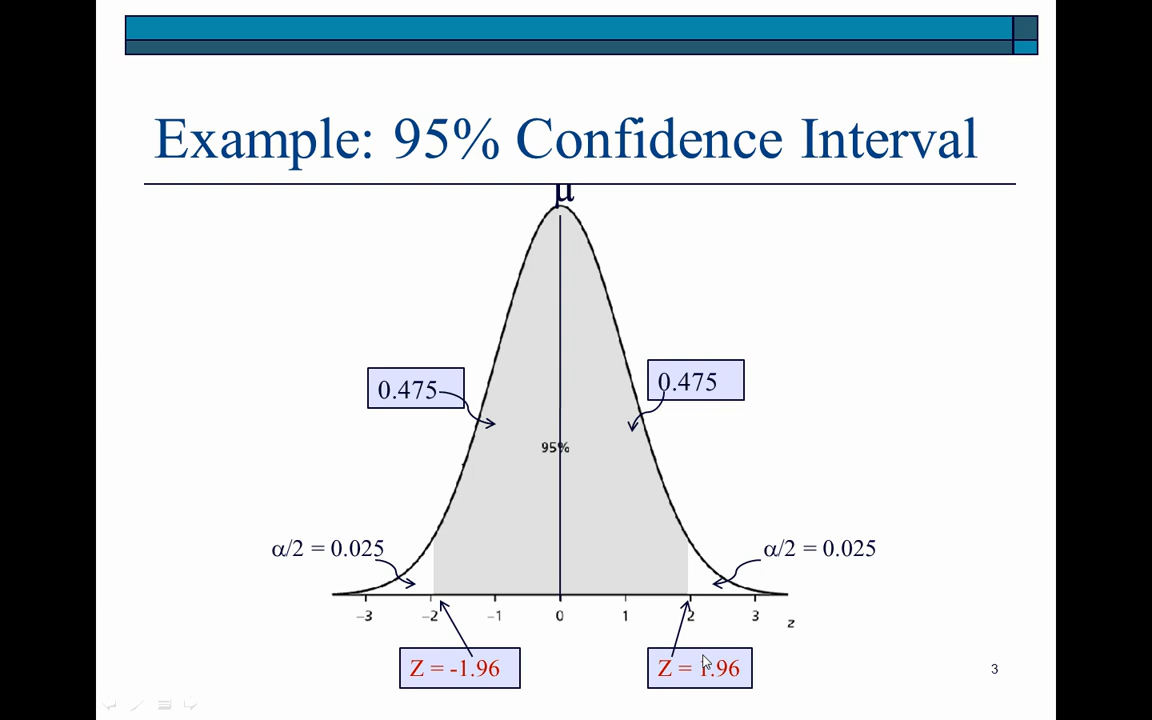 Example: 95% Confidence Interval
μ
0.475
0.475
95%
α/2 = 0.025
α/2 = 0.025
−3 −2 −1 0 1 2 3 z
Z = -1.96
Z = 1.96
3